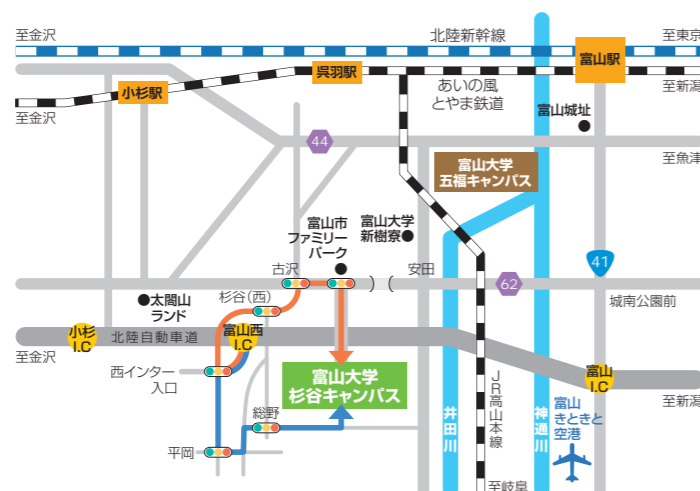 至金沢
北陸新幹線
至東京
富山駅
呉羽駅
小杉駅
あいの風
とやま鉄道
至新潟
至金沢
富山城址
44
至魚津
富山大学
五福キャンパス
富山市
ファミリー
パーク
富山大学
新樹寮
41
古沢
安田
62
杉谷(西)
城南公園前
太閤山
ランド
小杉
I.C
北陸自動車道
富山西
I.C
至金沢
西インター
入口
富山大学
杉谷キャンパス
富山
I.C
JR高山本線
至新潟
富山
きときと
空港
総野
井田川
神通川
平岡
至岐阜